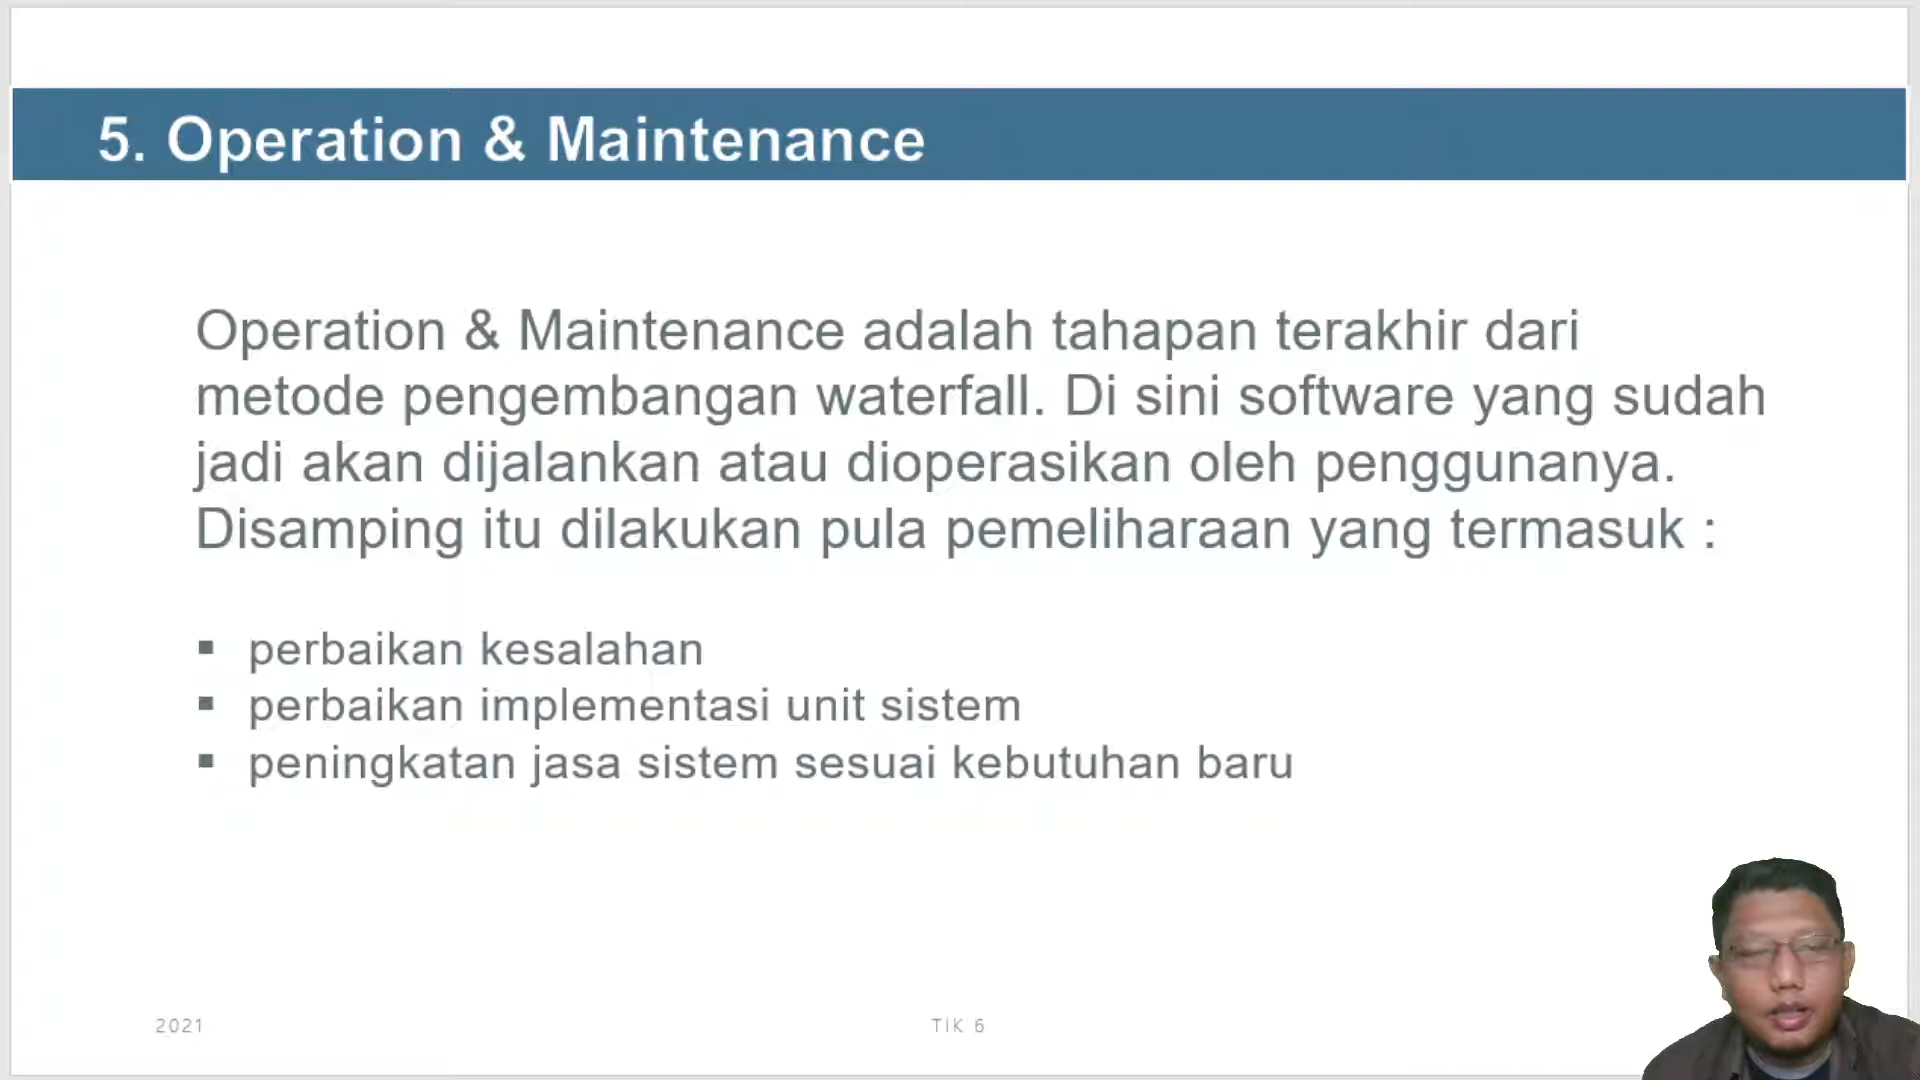 5. Operation & Maintenance
Operation & Maintenance adalah tahapan terakhir dari
metode pengembangan waterfall. Di sini software yang sudah
jadi akan dijalankan atau dioperasikan oleh penggunanya.
Disamping itu dilakukan pula pemeliharaan yang termasuk :
▪ perbaikan kesalahan
▪ perbaikan implementasi unit sistem
▪ peningkatan jasa sistem sesuai kebutuhan baru
2021
TIK 6